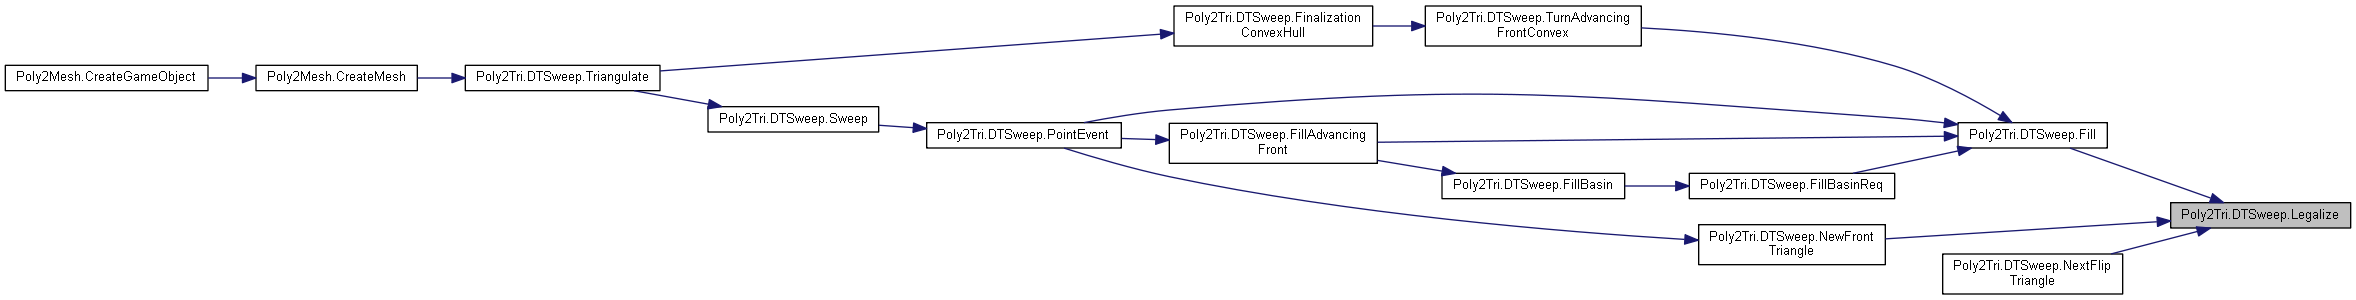 Poly2Tri.DTSweep.Finalization
ConvexHull
Poly2Tri.DTSweep.TurnAdvancing
FrontConvex
Poly2Mesh.CreateGameObject
Poly2Mesh.CreateMesh
Poly2Tri.DTSweep.Triangulate
Poly2Tri.DTSweep.Sweep
Poly2Tri.DTSweep.PointEvent
Poly2Tri.DTSweep.FillAdvancing
Front
Poly2Tri.DTSweep.Fill
Poly2Tri.DTSweep.FillBasin
Poly2Tri.DTSweep.FillBasinReq
Poly2Tri.DTSweep.Legalize
Poly2Tri.DTSweep.NewFront
Triangle
Poly2Tri.DTSweep.NextFlip
Triangle